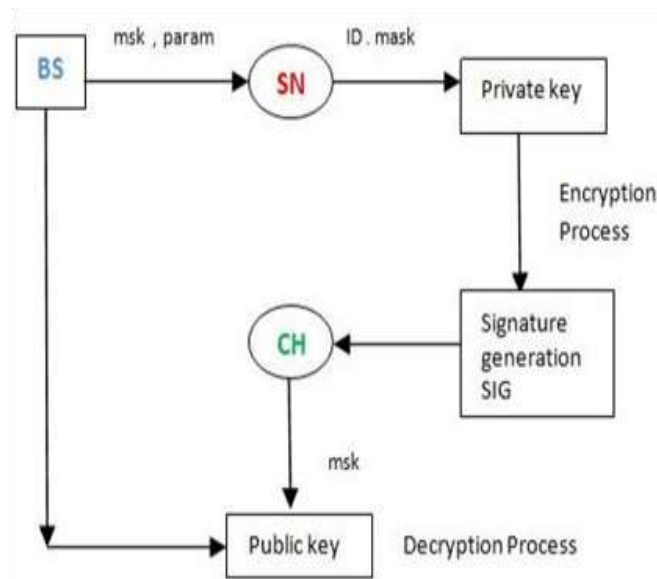 msk , param
ID . mask
BS
SN
Private key
Encryption
Process
Signature
generation
SIG
CH
msk
Public key
Decryption Process